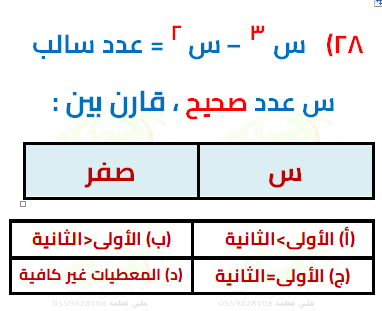 ٢٨) س ٣ – س ٢ = عدد سالب
س عدد صحيح ، قارن بين :
س صفر
(أ) الأولى>الثانية (ب) الأولى<الثانية
(ج) الأولى=الثانية (د) المعطيات غير كافية